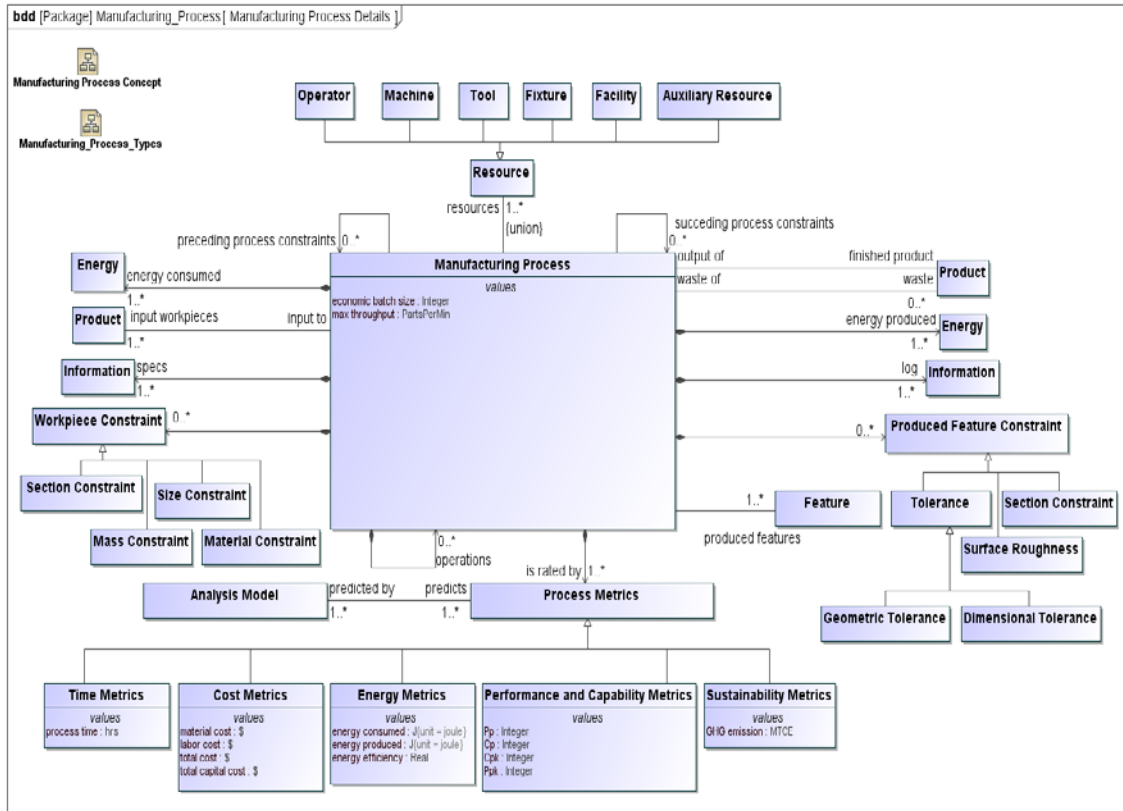 bdd [Package] Manufacturing_Process[ Manufacturing Process Details ]
Manufacturing Process Concept
Manufacturing_Process_Types
Operator
Machine
Tool
Fixture
Facility
Auxiliary Resource
Resource
resources 1..*
{union}
preceding process constraints 0..*
succeding process constraints
0..*
Manufacturing Process
values
economic batch size : Integer
max throughput : PartsPerMin
Energy
energy consumed
1..*
Product
input workpieces
input to
1..*
Information
specs
1..*
Workpiece Constraint
0..*
Section Constraint
Size Constraint
Mass Constraint
Material Constraint
output of
finished product
waste of
waste
0..*
Product
energy produced
1..*
Energy
log
1..*
Information
0..*
Produced Feature Constraint
Tolerance
Section Constraint
Surface Roughness
Geometric Tolerance
Dimensional Tolerance
1..*
Feature
produced features
0..*
operations
is rated by 1..*
Analysis Model
predicted by
predicts
1..*
1..*
Process Metrics
Time Metrics
values
process time : hrs
Cost Metrics
values
material cost : $
labor cost : $
total cost : $
total capital cost : $
Energy Metrics
values
energy consumed : J{unit = joule}
energy produced : J{unit = joule}
energy efficiency : Real
Performance and Capability Metrics
values
Pp : Integer
Cp : Integer
Cpk : Integer
Ppk : Integer
Sustainability Metrics
values
GHG emission : MTCE